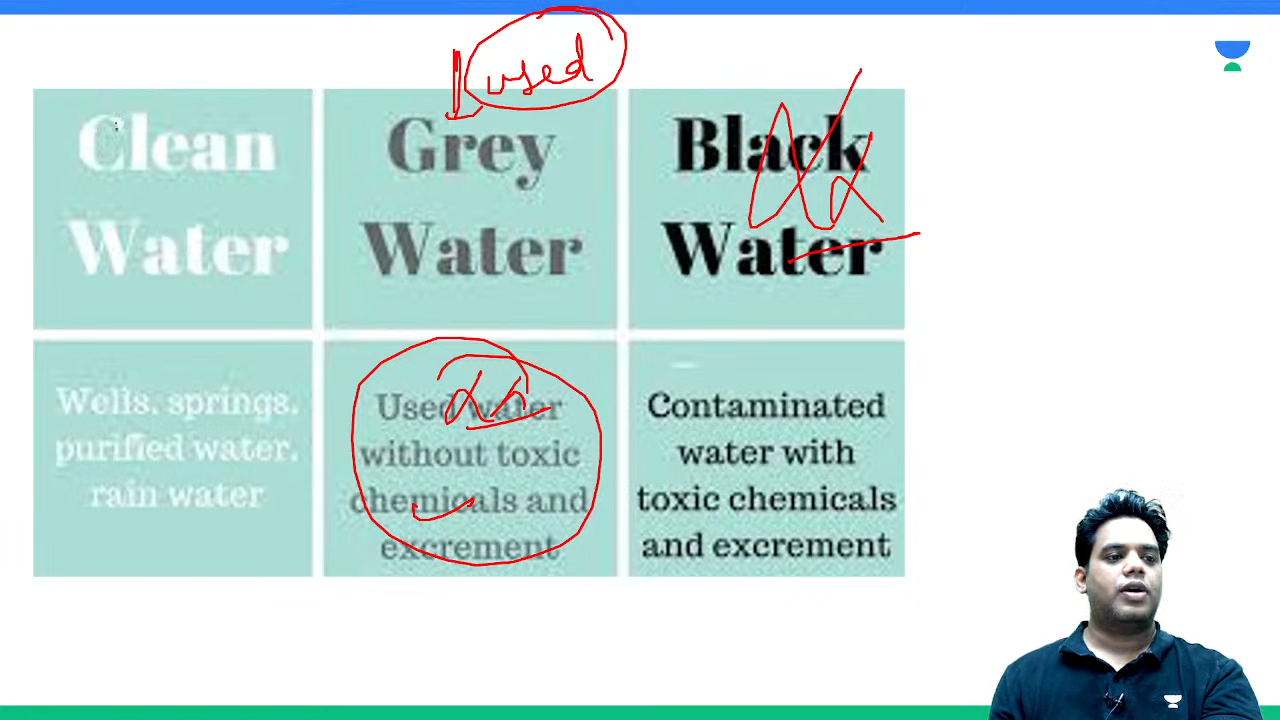 used
Clean
Water
Grey
Water
Black
Water
Wells, springs,
purified water,
rain water
Used water
without toxic
chemicals and
excrement
Contaminated
water with
toxic chemicals
and excrement